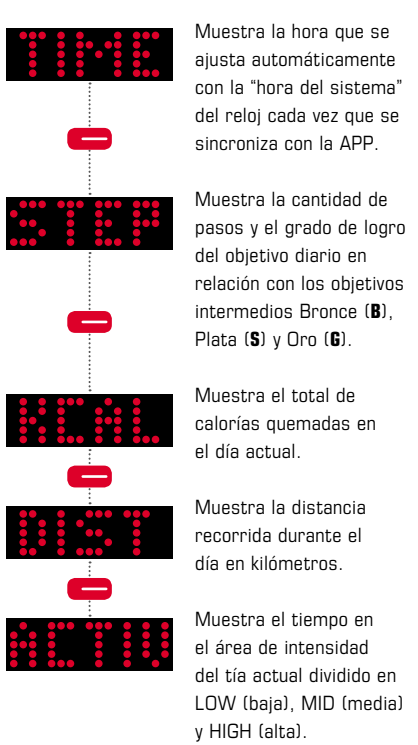 TIME
Muestra la hora que se
ajusta automáticamente
con la “hora del sistema”
del reloj cada vez que se
sincroniza con la APP.
STEP
Muestra la cantidad de
pasos y el grado de logro
del objetivo diario en
relación con los objetivos
intermedios Bronce (B),
Plata (S) y Oro (G).
KCAL
Muestra el total de
calorías quemadas en
el día actual.
DIST
Muestra la distancia
recorrida durante el
día en kilómetros.
ACTIV
Muestra el tiempo en
el área de intensidad
del tía actual dividido en
LOW (baja), MID (media)
y HIGH (alta).